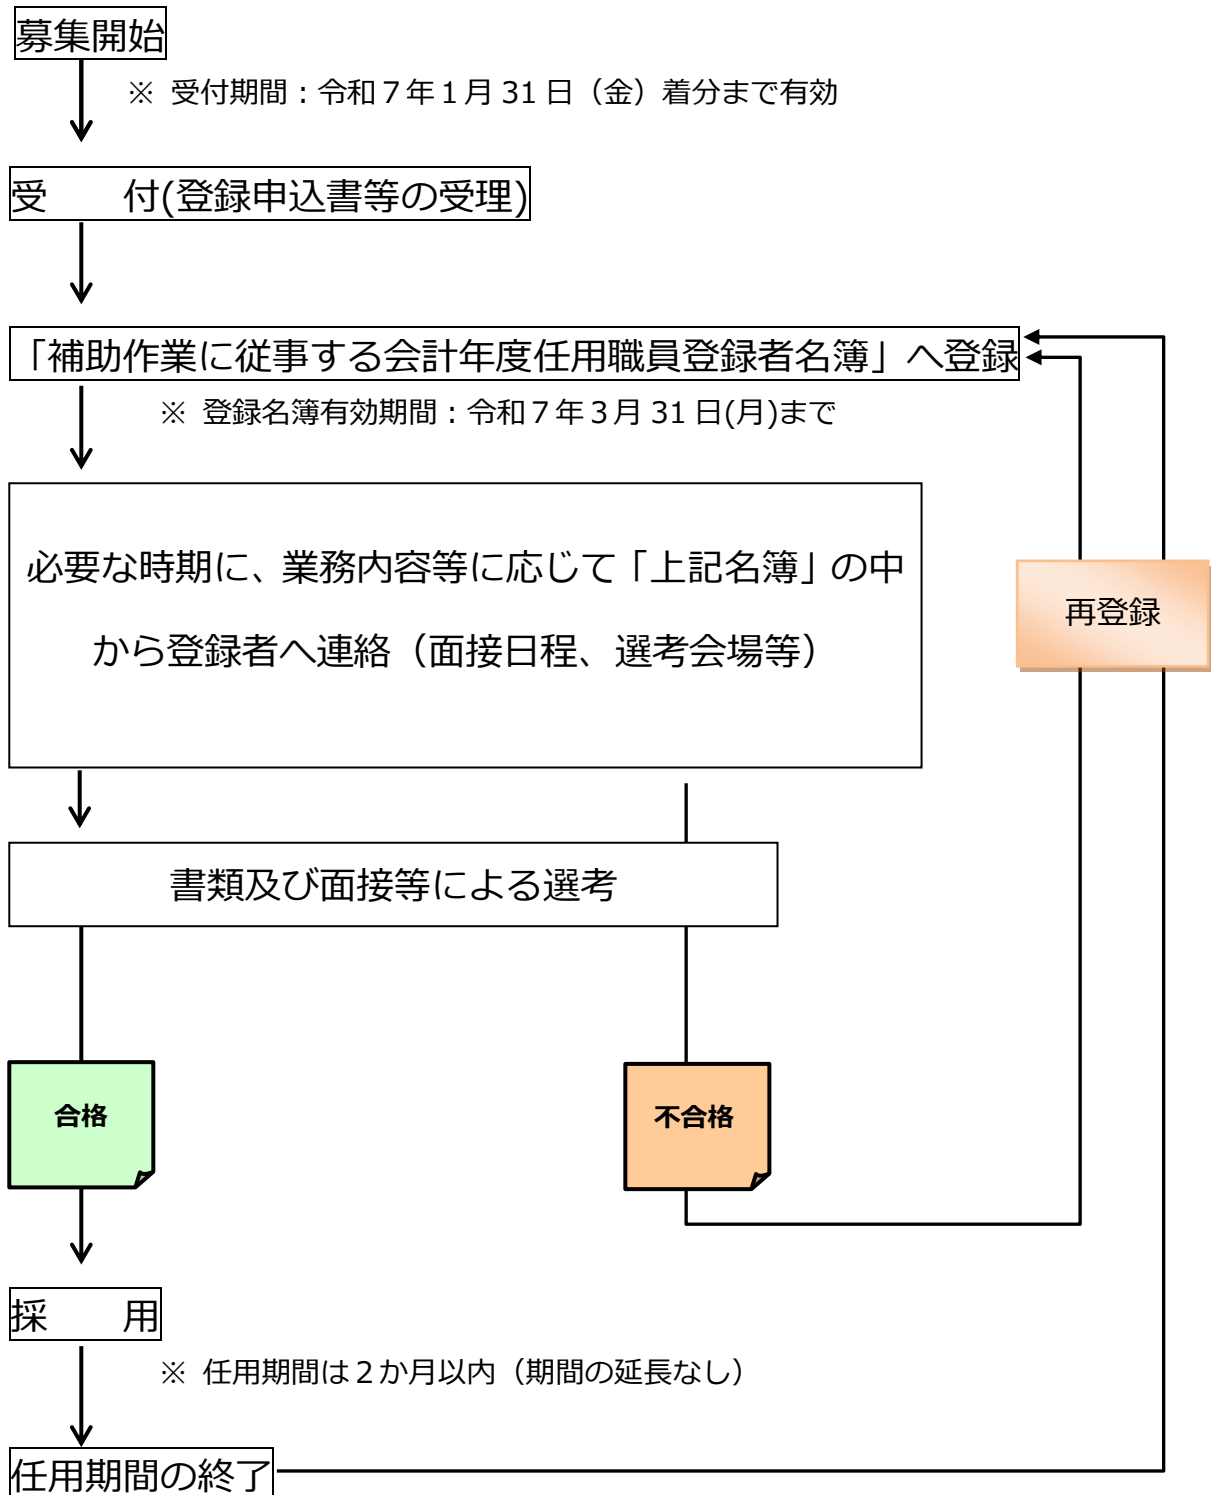 募集開始
※ 受付期間：令和７年１月 31 日（金）着分まで有効
受　　付(登録申込書等の受理)
「補助作業に従事する会計年度任用職員登録者名簿」へ登録
※ 登録名簿有効期間：令和７年３月 31 日(月)まで
必要な時期に、業務内容等に応じて「上記名簿」の中
から登録者へ連絡（面接日程、選考会場等）
再登録
書類及び面接等による選考
合格
不合格
採　　用
※ 任用期間は２か月以内（期間の延長なし）
任用期間の終了